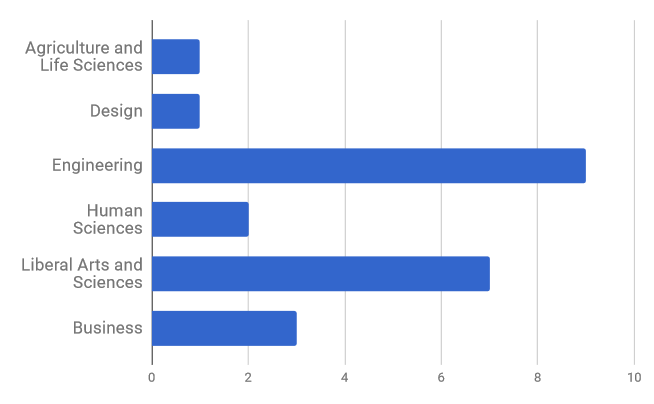 Agriculture and
Life Sciences
Design
Engineering
Human
Sciences
Liberal Arts and
Sciences
Business
0 2 4 6 8 10